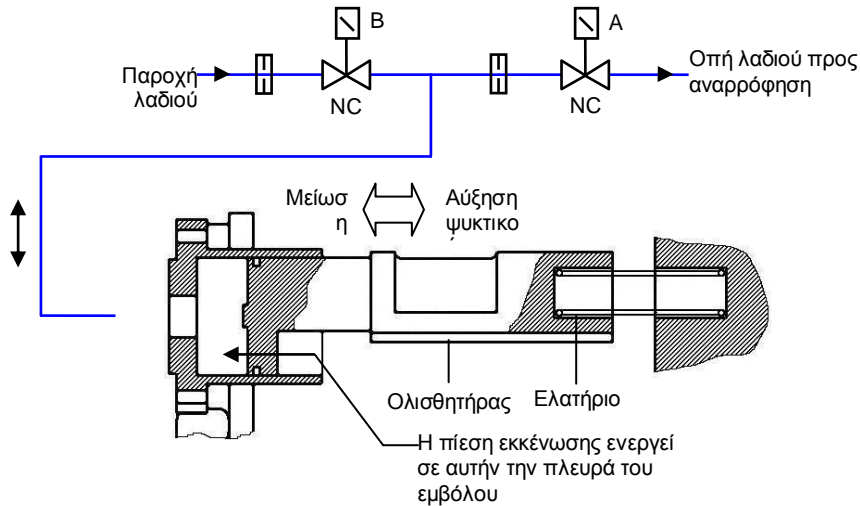 B
A
Παροχή
λαδιού
NC
NC
Οπή λαδιού προς
αναρρόφηση
Μείωσ
η
Αύξηση
ψυκτικο
Ολισθητήρας
Ελατήριο
Η πίεση εκκένωσης ενεργεί
σε αυτήν την πλευρά του
εμβόλου